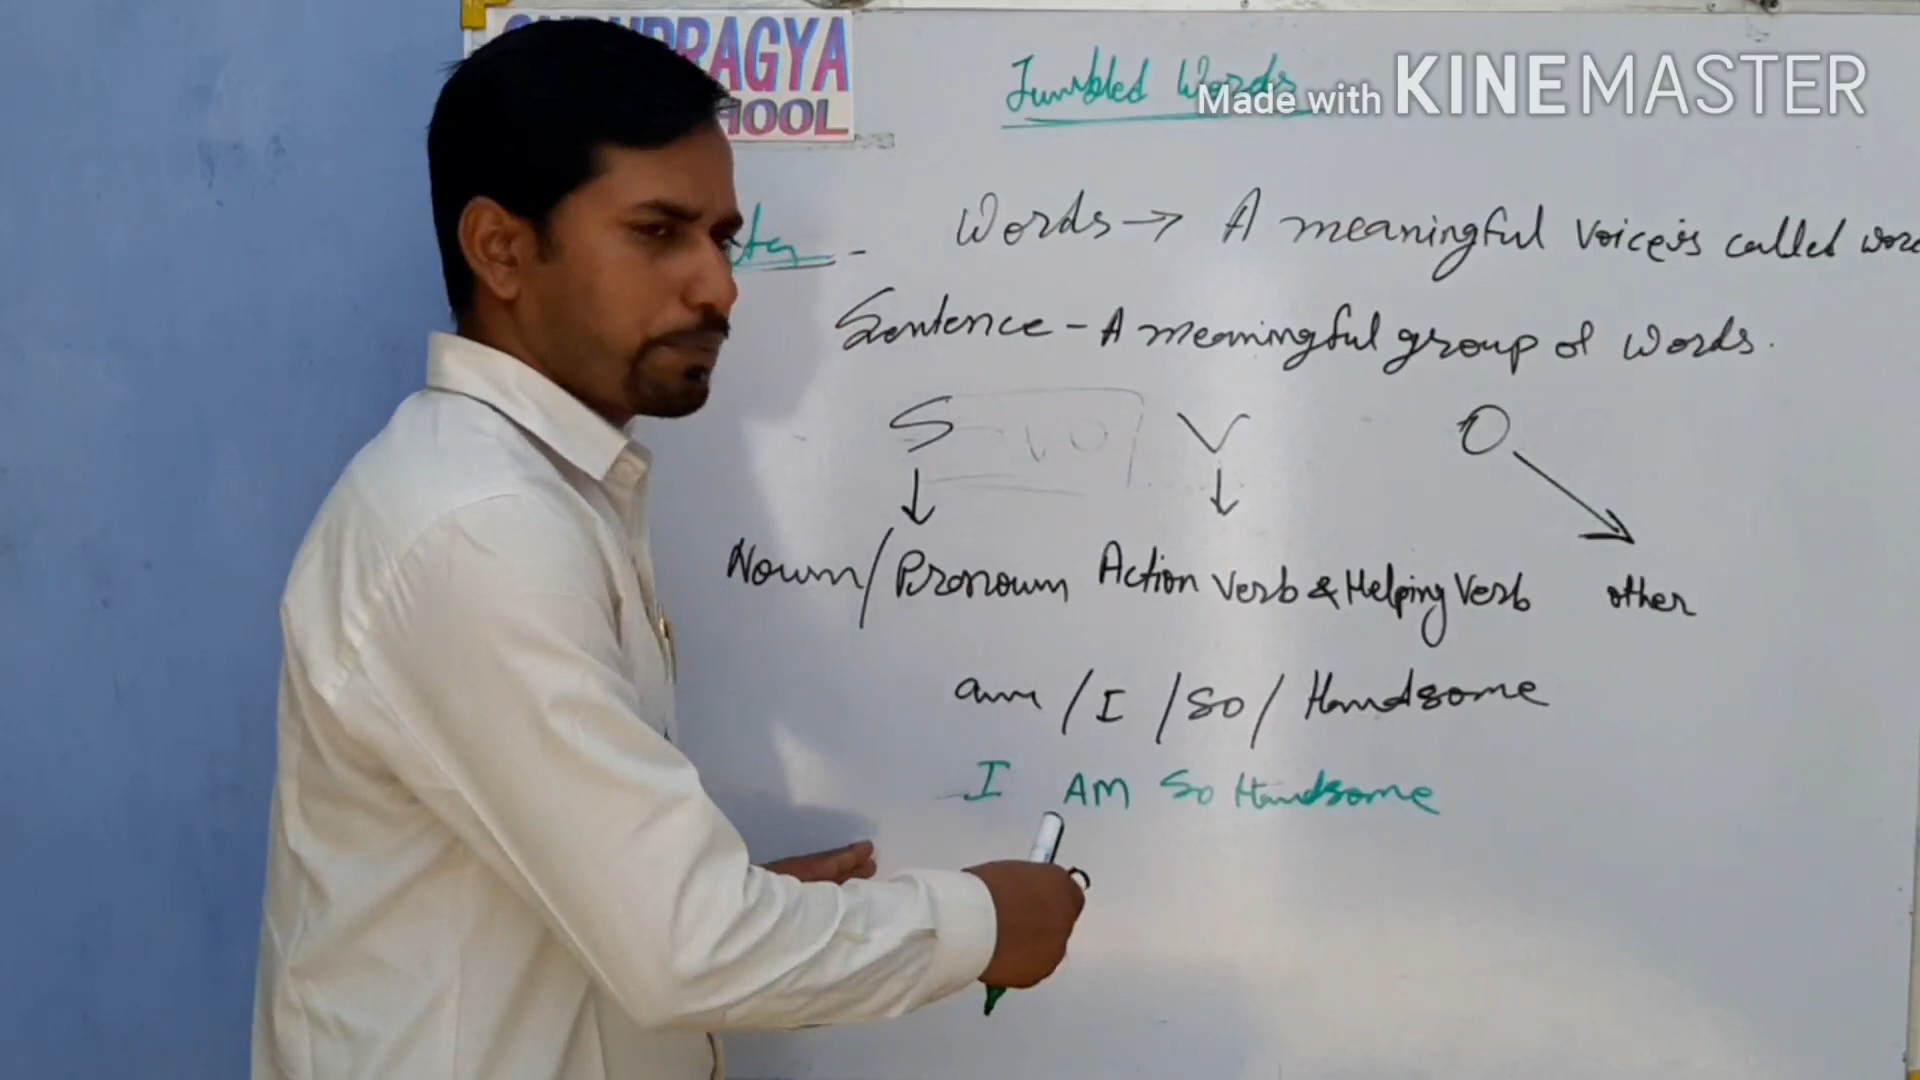 PRAGYA
HOOL
Jumbled Words
Made with KINEMASTER
Words → A meaningful voice is called word
Sentence - A meaningful group of words.
S V O
Noun / Pronoun Action Verb & Helping Verb other
am / I / so / Handsome
I AM So Handsome